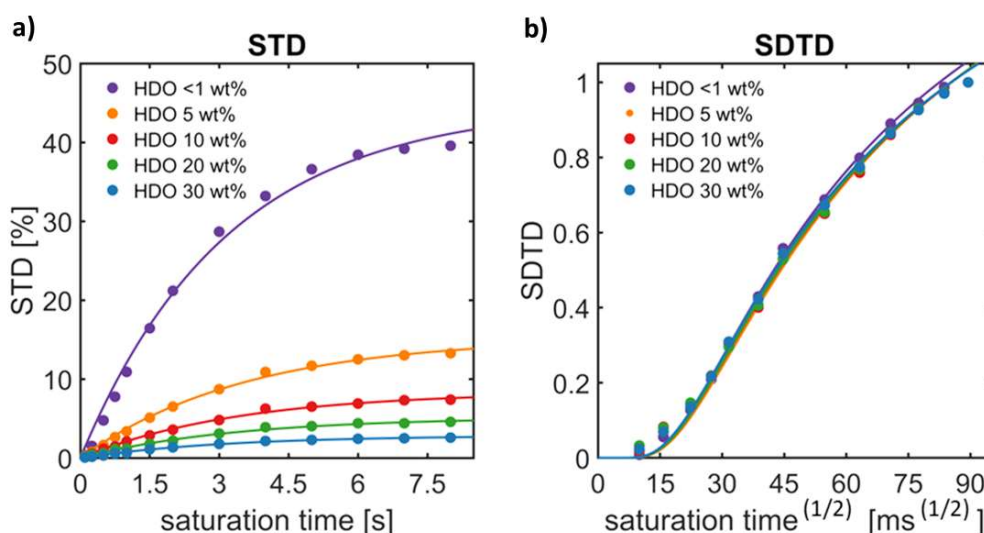 a)
STD
50
40
30
20
10
0
STD [%]
HDO <1 wt%
HDO 5 wt%
HDO 10 wt%
HDO 20 wt%
HDO 30 wt%
0 1.5 3 4.5 6 7.5
saturation time [s]
b)
SDTD
1
0.8
0.6
0.4
0.2
0
SDTD
HDO <1 wt%
HDO 5 wt%
HDO 10 wt%
HDO 20 wt%
HDO 30 wt%
0 15 30 45 60 75 90
saturation time (1/2) [ms (1/2)]